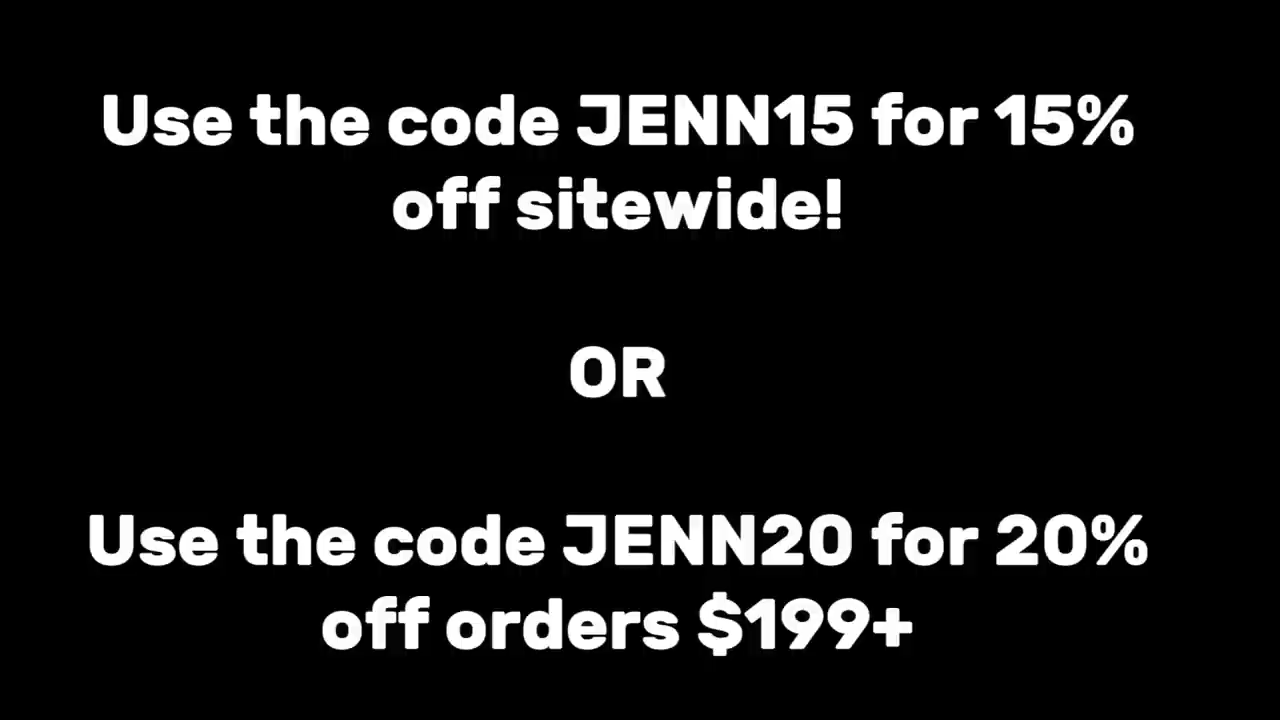 Use the code JENN15 for 15%
off sitewide!
OR
Use the code JENN20 for 20%
off orders $199+